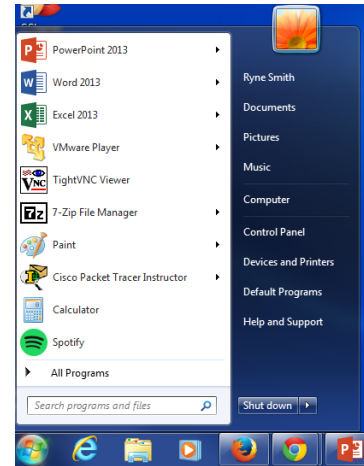 PowerPoint 2013
Word 2013
Excel 2013
VMware Player
TightVNC Viewer
7-Zip File Manager
Paint
Cisco Packet Tracer Instructor
Calculator
Spotify
All Programs
Search programs and files
Ryne Smith
Documents
Pictures
Music
Computer
Control Panel
Devices and Printers
Default Programs
Help and Support
Shut down